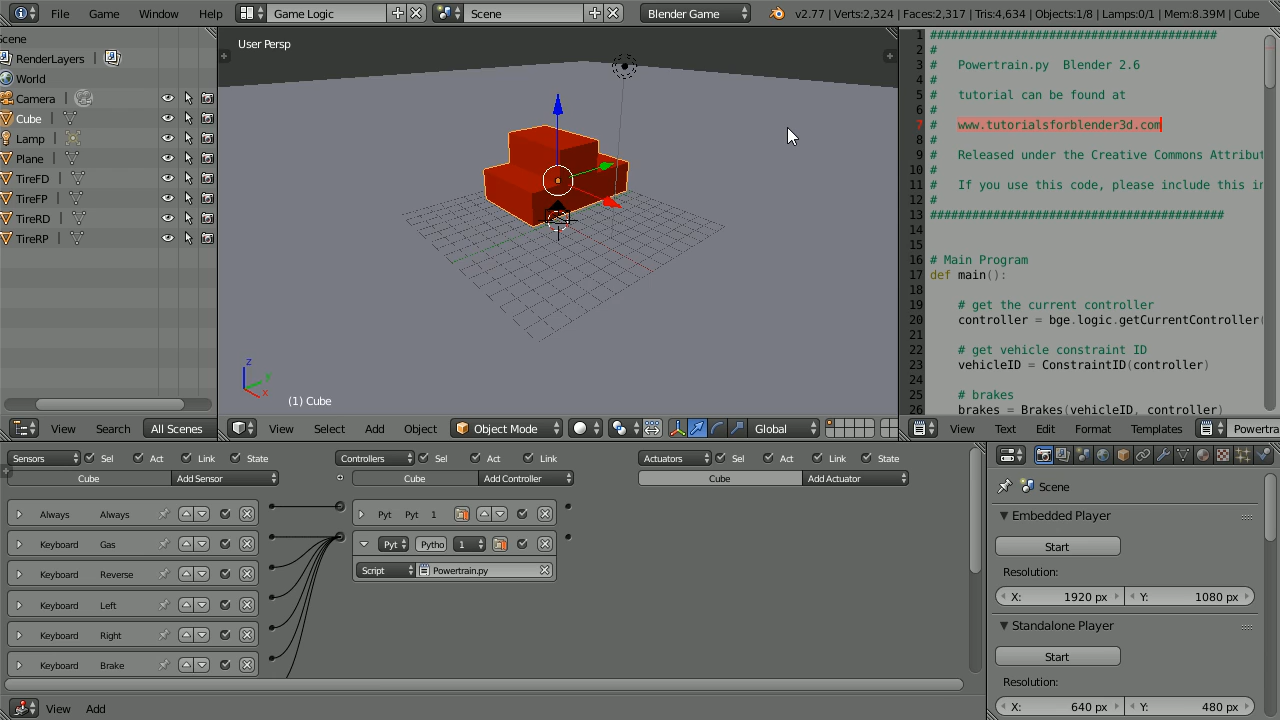 File Game Window Help Game Logic Scene Blender Game v2.77 | Verts:2,324 | Faces:2,317 | Tris:4,634 | Objects:1/8 | Lamps:0/1 | Mem:8.39M | Cube
Scene
RenderLayers
World
Camera
Cube
Lamp
Plane
TireFD
TireFP
TireRD
TireRP
View Search All Scenes
User Persp
z
y
x
(1) Cube
View Select Add Object Object Mode Global
1 ########################################
2 #
3 # Powertrain.py Blender 2.6
4 #
5 # tutorial can be found at
6 #
7 # www.tutorialsforblender3d.com
8 #
9 # Released under the Creative Commons Attribut
10 #
11 # If you use this code, please include this in
12 #
13 #########################################
14
15
16 # Main Program
17 def main():
18
19 # get the current controller
20 controller = bge.logic.getCurrentController(
21
22 # get vehicle constraint ID
23 vehicleID = ConstraintID(controller)
24
25 # brakes
26 brakes = Brakes(vehicleID, controller)
View Text Edit Format Templates Powertra
Sensors Sel Act Link State
Cube Add Sensor
Always Always
Keyboard Gas
Keyboard Reverse
Keyboard Left
Keyboard Right
Keyboard Brake
Controllers Sel Act Link
Cube Add Controller
Pyt Pyt 1
Pyt Pytho 1
Script Powertrain.py
Actuators Sel Act Link State
Cube Add Actuator
View Add
Scene
Embedded Player
Start
Resolution:
X: 1920 px Y: 1080 px
Standalone Player
Start
Resolution:
X: 640 px Y: 480 px